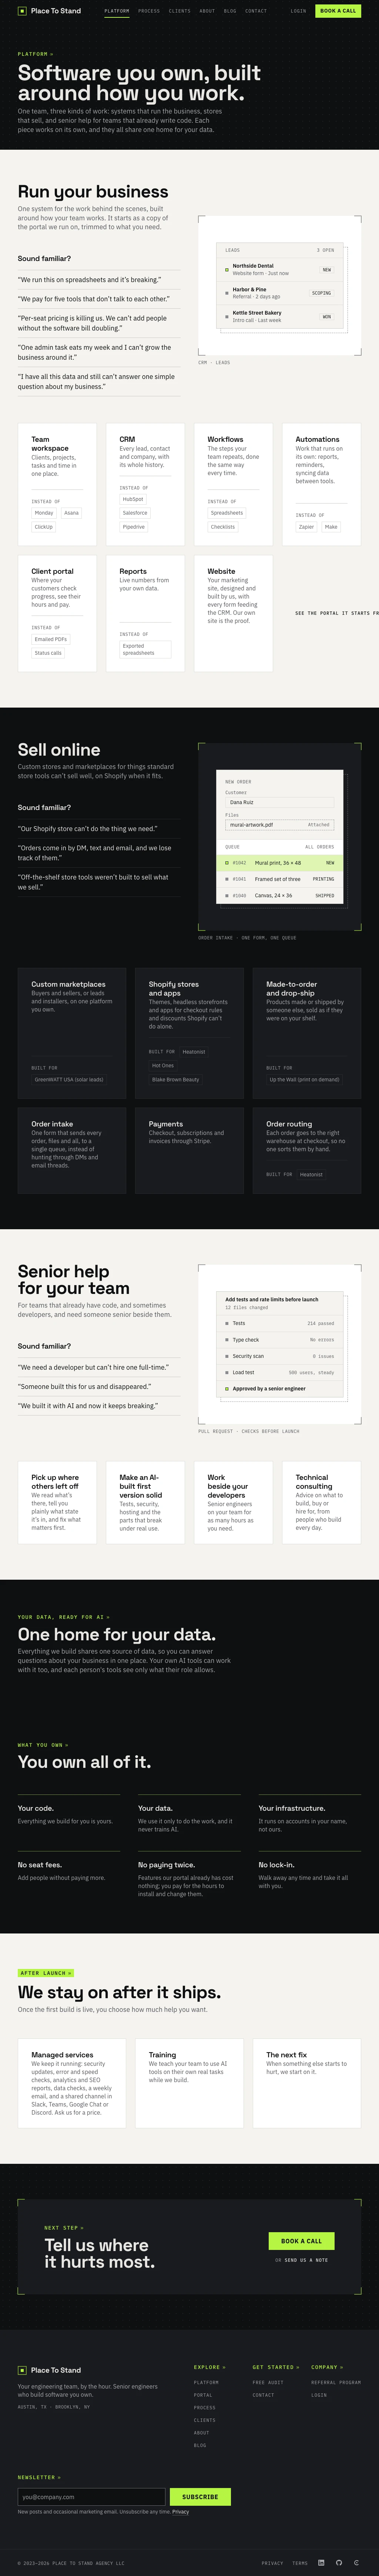 Place To Stand
PLATFORM PROCESS CLIENTS ABOUT BLOG CONTACT LOGIN BOOK A CALL
PLATFORM
Software you own, built
around how you work.
One team, three kinds of work: systems that run the business, stores
that sell, and senior help for teams that already write code. Each
piece works on its own, and they all share one home for your data.
Run your business
One system for the work behind the scenes, built
around how your team works. It starts as a copy of
the portal we run on, trimmed to what you need.
Sound familiar?
“We run this on spreadsheets and it’s breaking.”
“We pay for five tools that don’t talk to each other.”
“Per-seat pricing is killing us. We can’t add people
without the software bill doubling.”
“One admin task eats my week and I can’t grow the
business around it.”
“I have all this data and still can’t answer one simple
question about my business.”
LEADS 3 OPEN
Northside Dental
Website form · Just now
NEW
Harbor & Pine
Referral · 2 days ago
SCOPING
Kettle Street Bakery
Intro call · Last week
WON
CRM · LEADS
Team
workspace
Clients, projects,
tasks and time in
one place.
INSTEAD OF
Monday Asana
ClickUp
CRM
Every lead, contact
and company, with
its whole history.
INSTEAD OF
HubSpot
Salesforce
Pipedrive
Workflows
The steps your
team repeats, done
the same way
every time.
INSTEAD OF
Spreadsheets
Checklists
Automations
Work that runs on
its own: reports,
reminders,
syncing data
between tools.
INSTEAD OF
Zapier Make
Client portal
Where your
customers check
progress, see their
hours and pay.
INSTEAD OF
Emailed PDFs
Status calls
Reports
Live numbers from
your own data.
INSTEAD OF
Exported
spreadsheets
Website
Your marketing
site, designed and
built by us, with
every form feeding
the CRM. Our own
site is the proof.
SEE THE PORTAL IT STARTS FR
Sell online
Custom stores and marketplaces for things standard
store tools can’t sell well, on Shopify when it fits.
Sound familiar?
“Our Shopify store can’t do the thing we need.”
“Orders come in by DM, text and email, and we lose
track of them.”
“Off-the-shelf store tools weren’t built to sell what
we sell.”
NEW ORDER
Customer
Dana Ruiz
Files
mural-artwork.pdf Attached
QUEUE ALL ORDERS
#1042 Mural print, 36 × 48 NEW
#1041 Framed set of three PRINTING
#1040 Canvas, 24 × 36 SHIPPED
ORDER INTAKE · ONE FORM, ONE QUEUE
Custom marketplaces
Buyers and sellers, or leads
and installers, on one platform
you own.
BUILT FOR
GreenWATT USA (solar leads)
Shopify stores
and apps
Themes, headless storefronts
and apps for checkout rules
and discounts Shopify can’t
do alone.
BUILT FOR Heatonist
Hot Ones
Blake Brown Beauty
Made-to-order
and drop-ship
Products made or shipped by
someone else, sold as if they
were on your shelf.
BUILT FOR
Up the Wall (print on demand)
Order intake
One form that sends every
order, files and all, to a
single queue, instead of
hunting through DMs and
email threads.
Payments
Checkout, subscriptions and
invoices through Stripe.
Order routing
Each order goes to the right
warehouse at checkout, so no
one sorts them by hand.
BUILT FOR Heatonist
Senior help
for your team
For teams that already have code, and sometimes
developers, and need someone senior beside them.
Sound familiar?
“We need a developer but can’t hire one full-time.”
“Someone built this for us and disappeared.”
“We built it with AI and now it keeps breaking.”
Add tests and rate limits before launch
12 files changed
Tests 214 passed
Type check No errors
Security scan 0 issues
Load test 500 users, steady
Approved by a senior engineer
PULL REQUEST · CHECKS BEFORE LAUNCH
Pick up where
others left off
We read what’s
there, tell you
plainly what state
it’s in, and fix what
matters first.
Make an AI-
built first
version solid
Tests, security,
hosting and the
parts that break
under real use.
Work
beside your
developers
Senior engineers
on your team for
as many hours as
you need.
Technical
consulting
Advice on what to
build, buy or
hire for, from
people who build
every day.
YOUR DATA, READY FOR AI
One home for your data.
Everything we build shares one source of data, so you can answer
questions about your business in one place. Your own AI tools can work
with it too, and each person’s tools see only what their role allows.
WHAT YOU OWN
You own all of it.
Your code.
Everything we build for you is yours.
Your data.
We use it only to do the work, and it
never trains AI.
Your infrastructure.
It runs on accounts in your name,
not ours.
No seat fees.
Add people without paying more.
No paying twice.
Features our portal already has cost
nothing; you pay for the hours to
install and change them.
No lock-in.
Walk away any time and take it all
with you.
AFTER LAUNCH
We stay on after it ships.
Once the first build is live, you choose how much help you want.
Managed services
We keep it running: security
updates, error and speed
checks, analytics and SEO
reports, data checks, a weekly
email, and a shared channel in
Slack, Teams, Google Chat or
Discord. Ask us for a price.
Training
We teach your team to use AI
tools on their own real tasks
while we build.
The next fix
When something else starts to
hurt, we start on it.
NEXT STEP
Tell us where
it hurts most.
BOOK A CALL
OR SEND US A NOTE
Place To Stand
Your engineering team, by the hour. Senior engineers
who build software you own.
AUSTIN, TX · BROOKLYN, NY
EXPLORE
PLATFORM
PORTAL
PROCESS
CLIENTS
ABOUT
BLOG
GET STARTED
FREE AUDIT
CONTACT
COMPANY
REFERRAL PROGRAM
LOGIN
NEWSLETTER
you@company.com SUBSCRIBE
New posts and occasional marketing email. Unsubscribe any time. Privacy
© 2023–2026 PLACE TO STAND AGENCY LLC PRIVACY TERMS